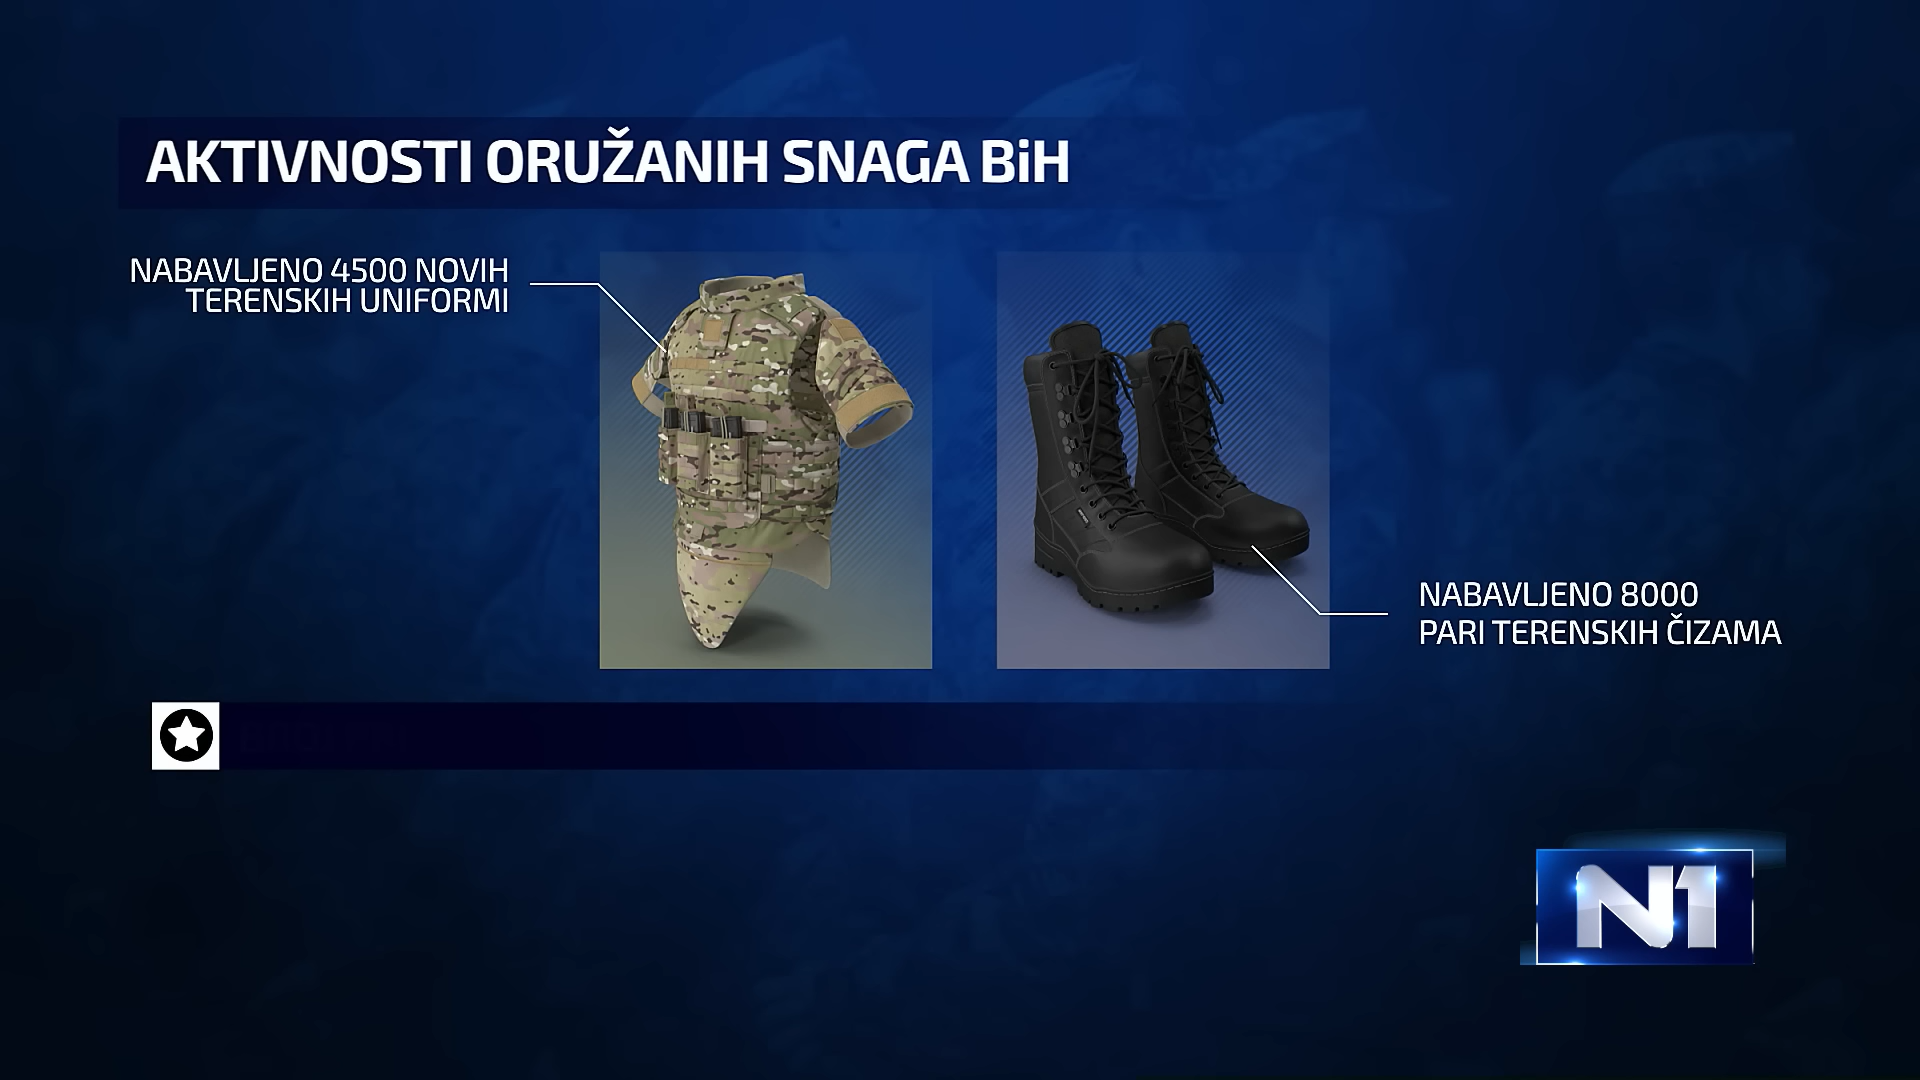 AKTIVNOSTI ORUŽANIH SNAGA BiH
NABAVLJENO 4500 NOVIH
TERENSKIH UNIFORMI
NABAVLJENO 8000
PARI TERENSKIH ČIZAMA
N1